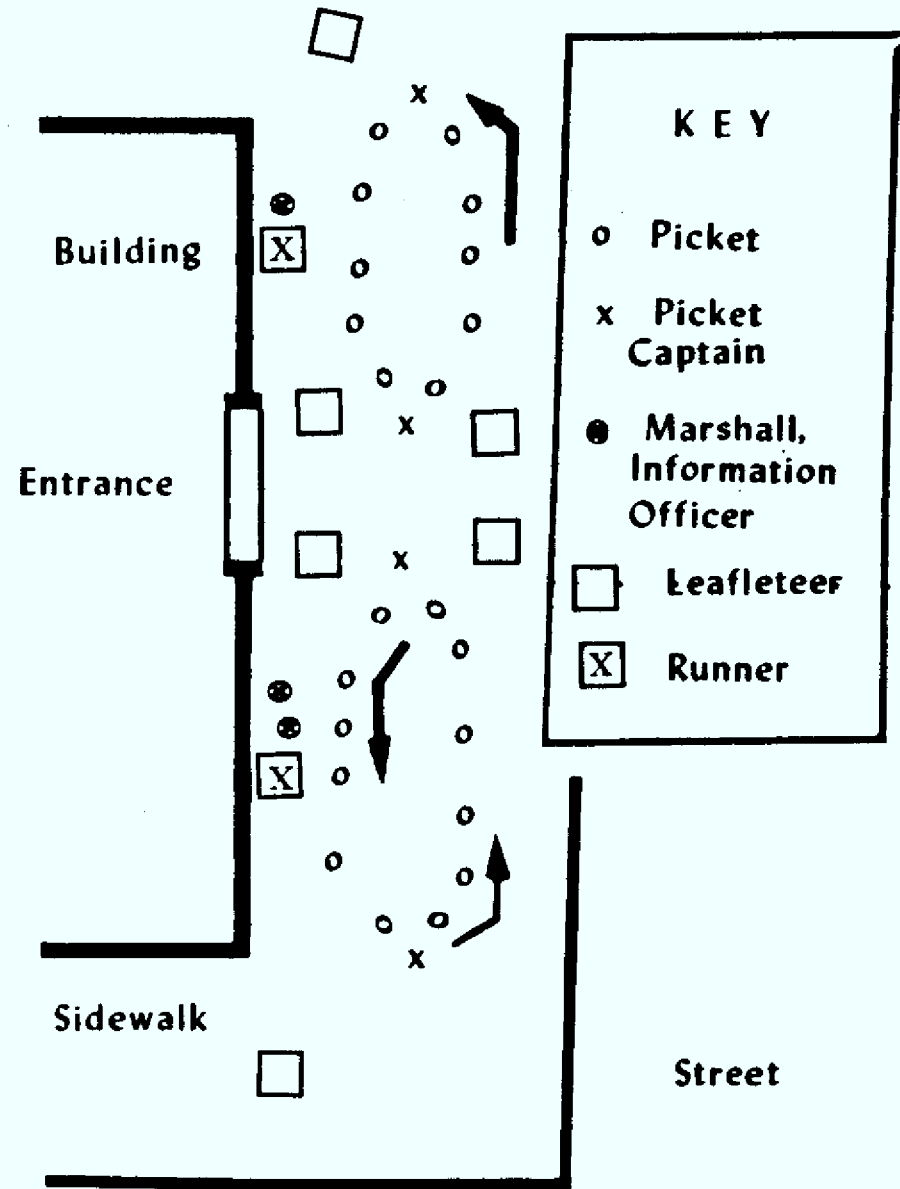 KEY
o Picket
x Picket
Captain
Marshall,
Information
Officer
Leafleteer
X Runner
Building
Entrance
Sidewalk
Street